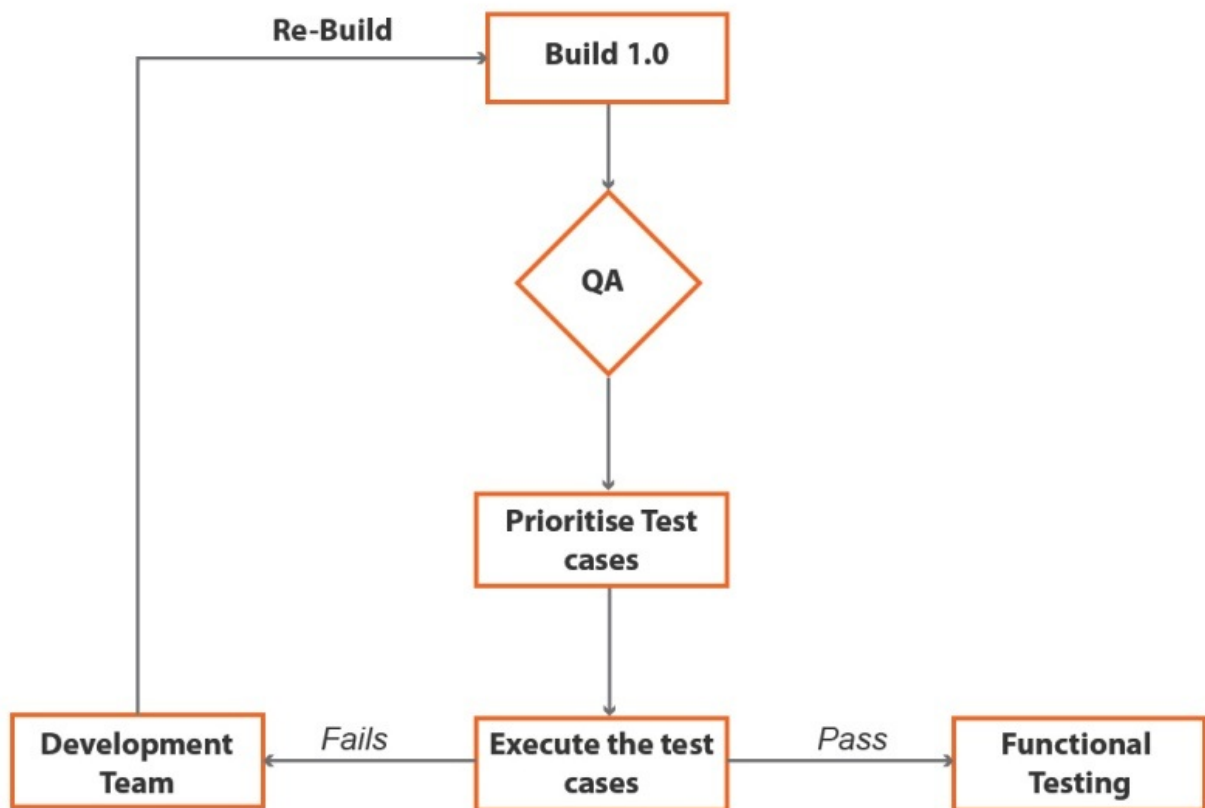 Re-Build
Build 1.0
QA
Prioritise Test
cases
Development
Team
Fails
Execute the test
cases
Pass
Functional
Testing